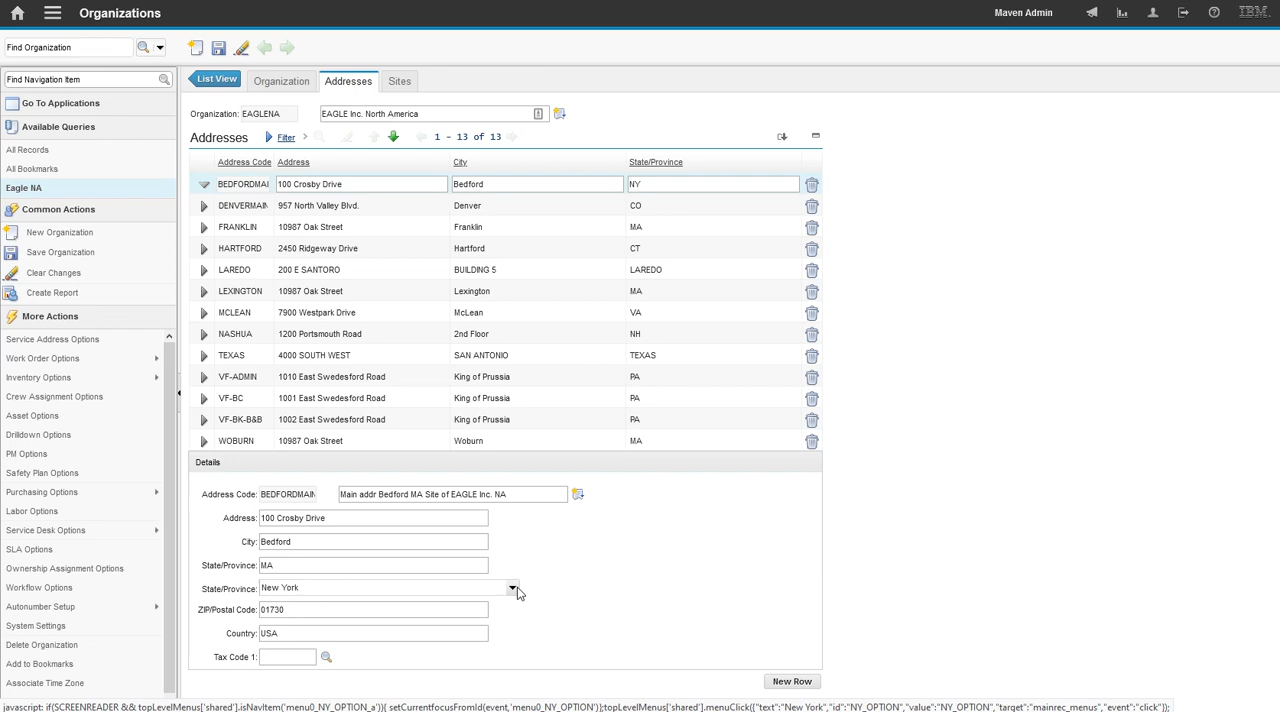 Organizations
Maven Admin
IBM
Find Organization
Find Navigation Item
Go To Applications
Available Queries
All Records
All Bookmarks
Eagle NA
Common Actions
New Organization
Save Organization
Clear Changes
Create Report
More Actions
Service Address Options
Work Order Options
Inventory Options
Crew Assignment Options
Asset Options
Drilldown Options
PM Options
Safety Plan Options
Purchasing Options
Labor Options
Service Desk Options
SLA Options
Ownership Assignment Options
Workflow Options
Autonumber Setup
System Settings
Delete Organization
Add to Bookmarks
Associate Time Zone
List View Organization Addresses Sites
Organization: EAGLENA EAGLE Inc. North America
Addresses Filter 1 - 13 of 13
Address Code Address City State/Province
BEDFORDMAI 100 Crosby Drive Bedford NY
DENVERMAIN 957 North Valley Blvd. Denver CO
FRANKLIN 10987 Oak Street Franklin MA
HARTFORD 2450 Ridgeway Drive Hartford CT
LAREDO 200 E SANTORO BUILDING 5 LAREDO
LEXINGTON 10987 Oak Street Lexington MA
MCLEAN 7900 Westpark Drive McLean VA
NASHUA 1200 Portsmouth Road 2nd Floor NH
TEXAS 4000 SOUTH WEST SAN ANTONIO TEXAS
VF-ADMIN 1010 East Swedesford Road King of Prussia PA
VF-BC 1001 East Swedesford Road King of Prussia PA
VF-BK-B&B 1002 East Swedesford Road King of Prussia PA
WOBURN 10987 Oak Street Woburn MA
Details
Address Code: BEDFORDMAIN Main addr Bedford MA Site of EAGLE Inc. NA
Address: 100 Crosby Drive
City: Bedford
State/Province: MA
State/Province: New York
ZIP/Postal Code: 01730
Country: USA
Tax Code 1:
New Row
javascript: if(SCREENREADER && topLevelMenus['shared'].isNavItem('menu0_NY_OPTION_a')){ setCurrentfocusFromId(event,'menu0_NY_OPTION');}topLevelMenus['shared'].menuClick({"text":"New York","id":"NY_OPTION","value":"NY_OPTION","target":"mainrec_menus","event":"click"});